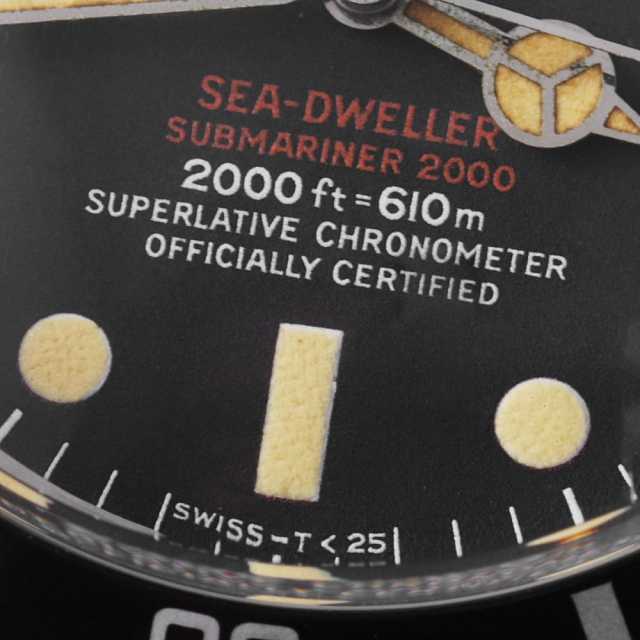 SEA-DWELLER
SUBMARINER 2000
2000 ft = 610 m
SUPERLATIVE CHRONOMETER
OFFICIALLY CERTIFIED
SWISS - T < 25